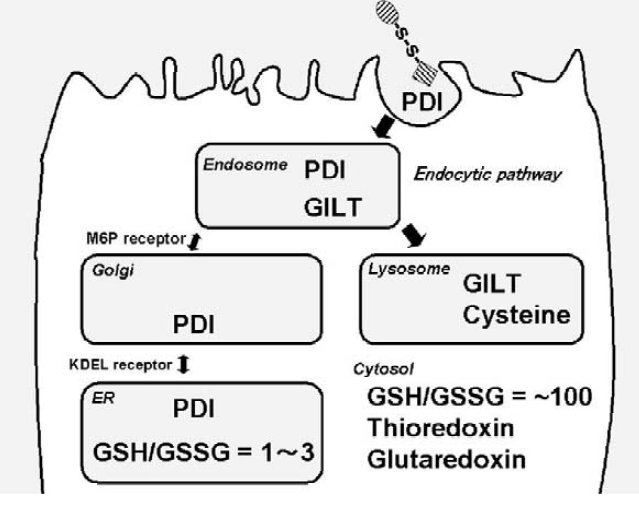 S-S
PDI
Endosome PDI
GILT
Endocytic pathway
M6P receptor
Golgi
PDI
Lysosome
GILT
Cysteine
KDEL receptor
ER
PDI
GSH/GSSG = 1～3
Cytosol
GSH/GSSG = ~100
Thioredoxin
Glutaredoxin